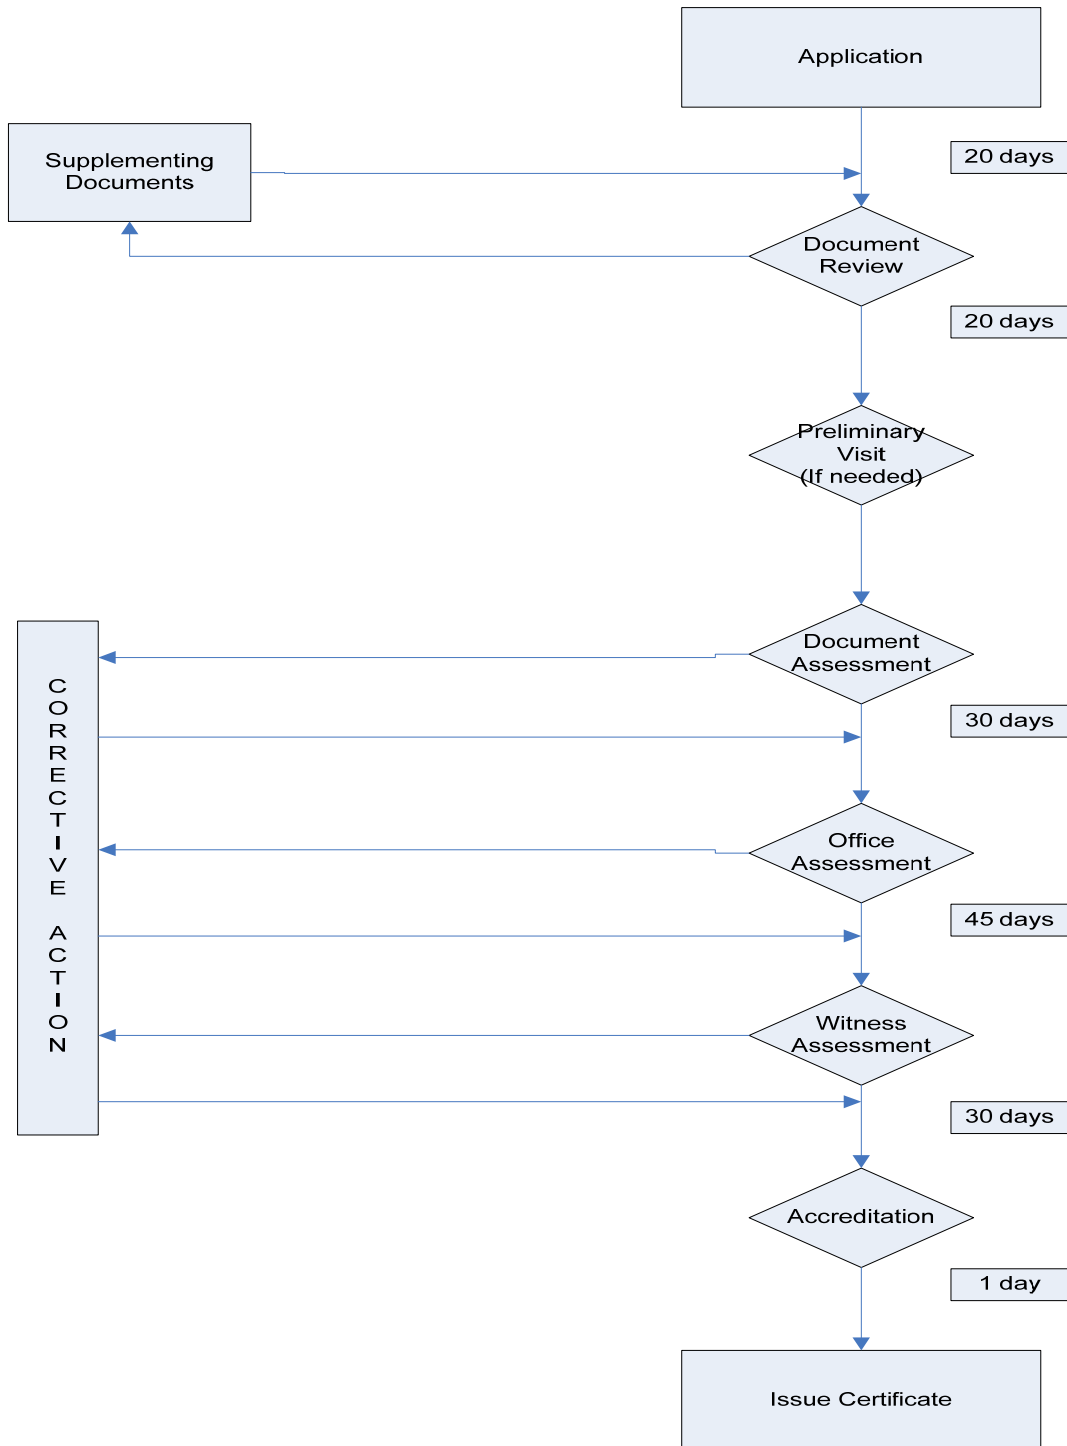 Application
20 days
Supplementing
Documents
Document
Review
20 days
Preliminary
Visit
(If needed)
Document
Assessment
C
O
R
R
E
C
T
I
V
E
A
C
T
I
O
N
30 days
Office
Assessment
45 days
Witness
Assessment
30 days
Accreditation
1 day
Issue Certificate